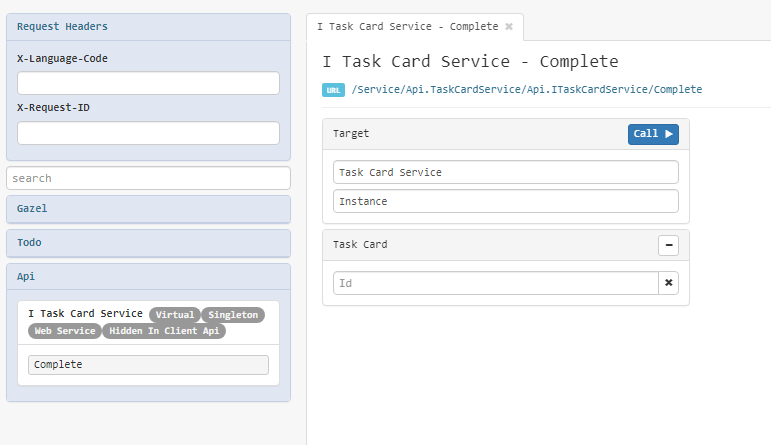 Request Headers
X-Language-Code
X-Request-ID
search
Gazel
Todo
Api
I Task Card Service Virtual Singleton
Web Service Hidden In Client Api
Complete
I Task Card Service - Complete ✖
I Task Card Service - Complete
URL /Service/Api.TaskCardService/Api.ITaskCardService/Complete
Target Call ▶
Task Card Service
Instance
Task Card −
Id ✖